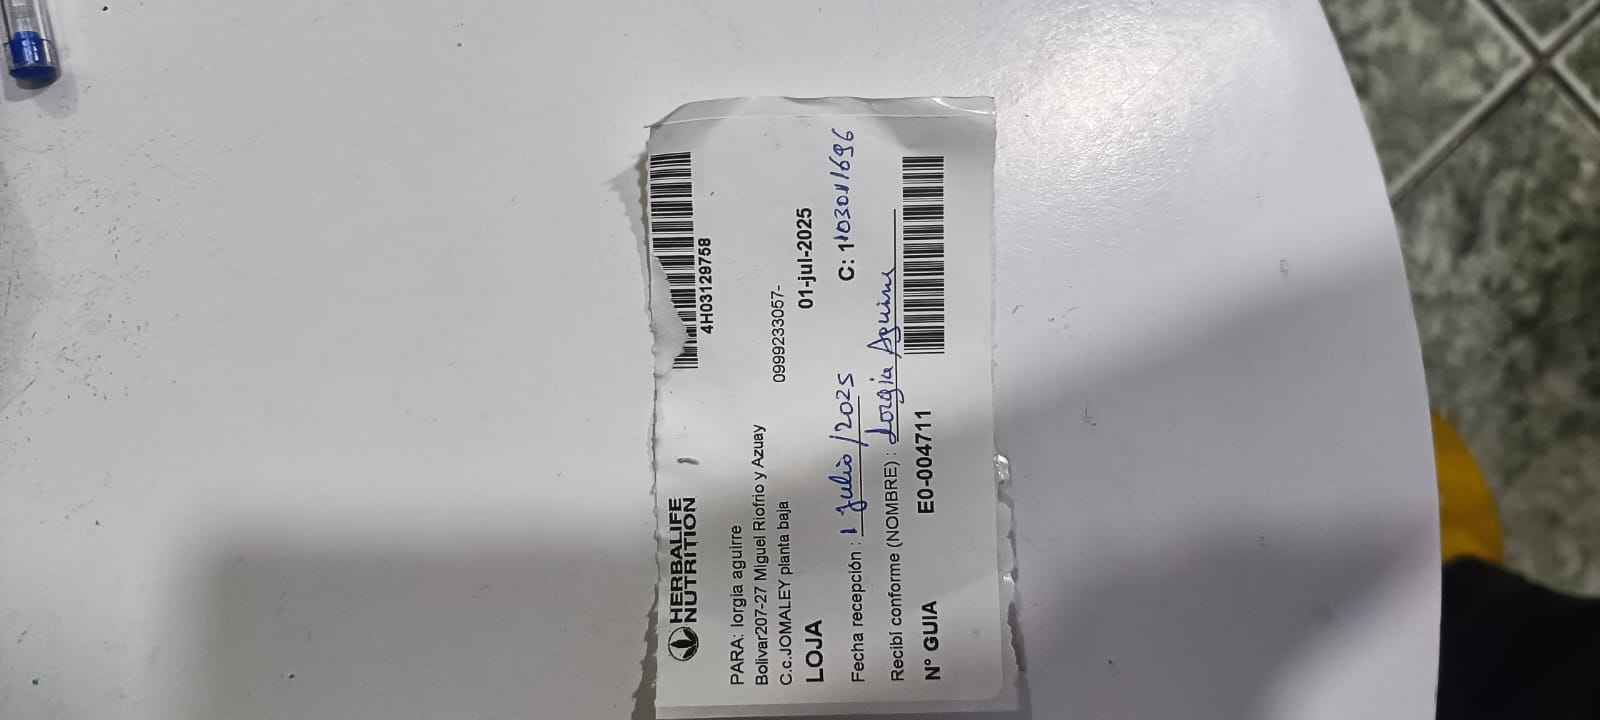 HERBALIFE
NUTRITION
4H03129758
PARA: lorgia aguirre
Bolivar207-27 Miguel Riofrio y Azuay
C.c.JOMALEY planta baja 0999233057-
LOJA 01-jul-2025
Fecha recepción : 1 Julio /2025 C:
Recibí conforme (NOMBRE) : Lorgia Aguirre
N° GUIA E0-004711